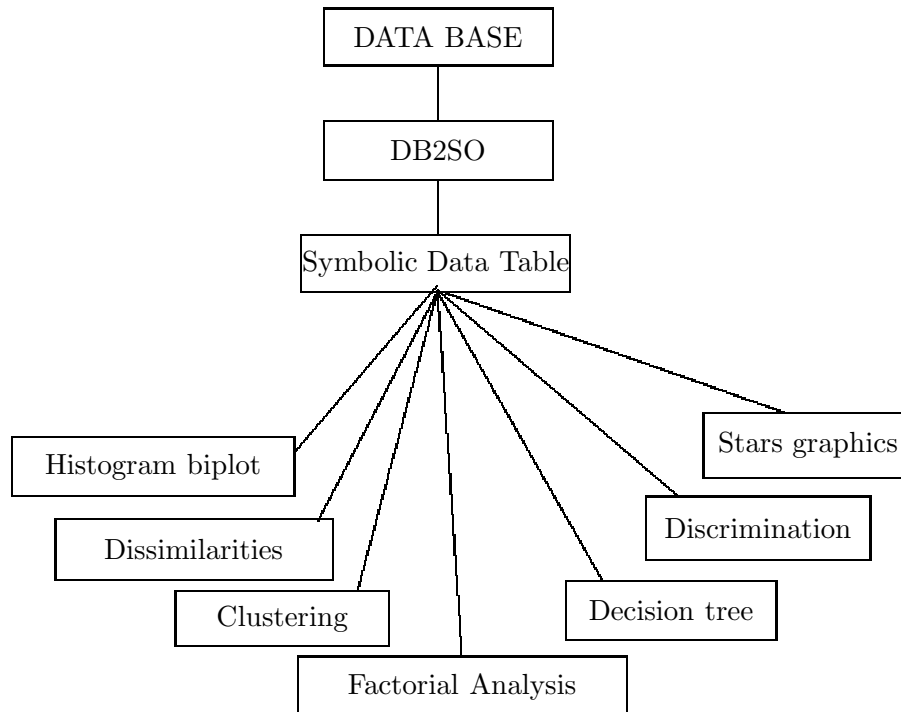 DATA BASE
DB2SO
Symbolic Data Table
Histogram biplot
Stars graphics
Dissimilarities
Discrimination
Clustering
Decision tree
Factorial Analysis